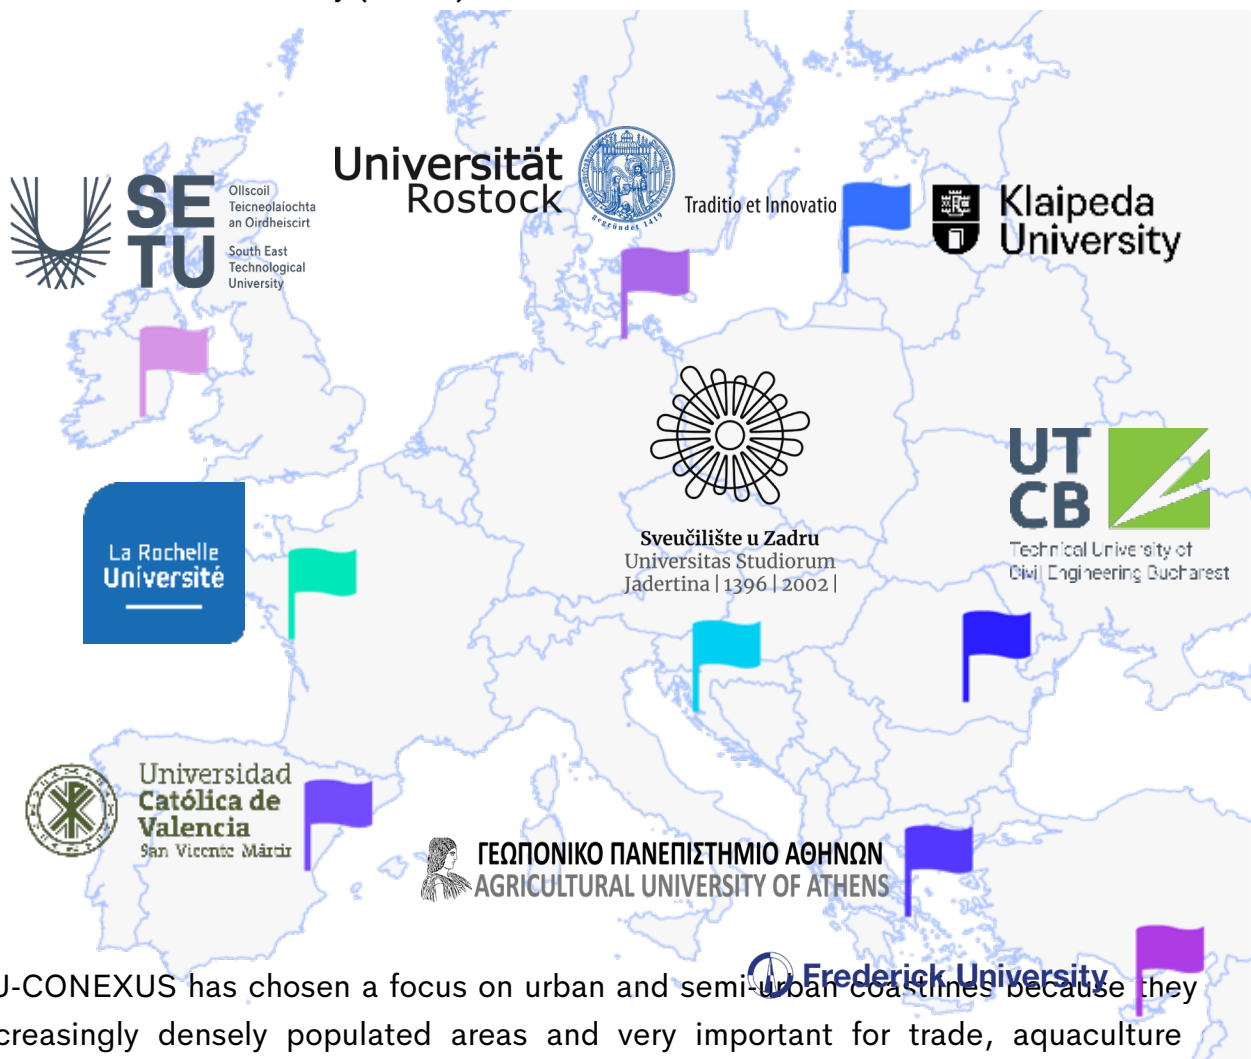 Universität
Rostock
gegründet 1419
Traditio et Innovatio
SE
TU
Ollscoil
Teicneolaíochta
an Oirdheiscirt
South East
Technological
University
Klaipeda
University
UT
CB
Technical University of
Civil Engineering Bucharest
La Rochelle
Université
Sveučilište u Zadru
Universitas Studiorum
Jadertina | 1396 | 2002 |
Universidad
Católica de
Valencia
San Vicente Mártir
ΓΕΩΠΟΝΙΚΟ ΠΑΝΕΠΙΣΤΗΜΙΟ ΑΘΗΝΩΝ
AGRICULTURAL UNIVERSITY OF ATHENS
Frederick University
U-CONEXUS has chosen a focus on urban and semi-urban coastlines because they
creasingly densely populated areas and very important for trade, aquaculture